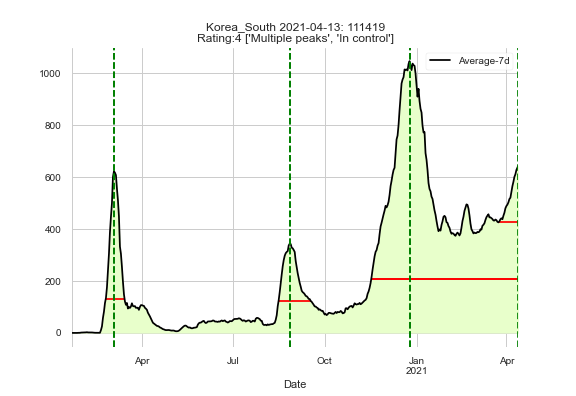 Korea_South 2021-04-13: 111419
Rating:4 ['Multiple peaks', 'In control']
Average-7d
1000
800
600
400
200
0
Apr
Jul
Oct
Jan
2021
Apr
Date